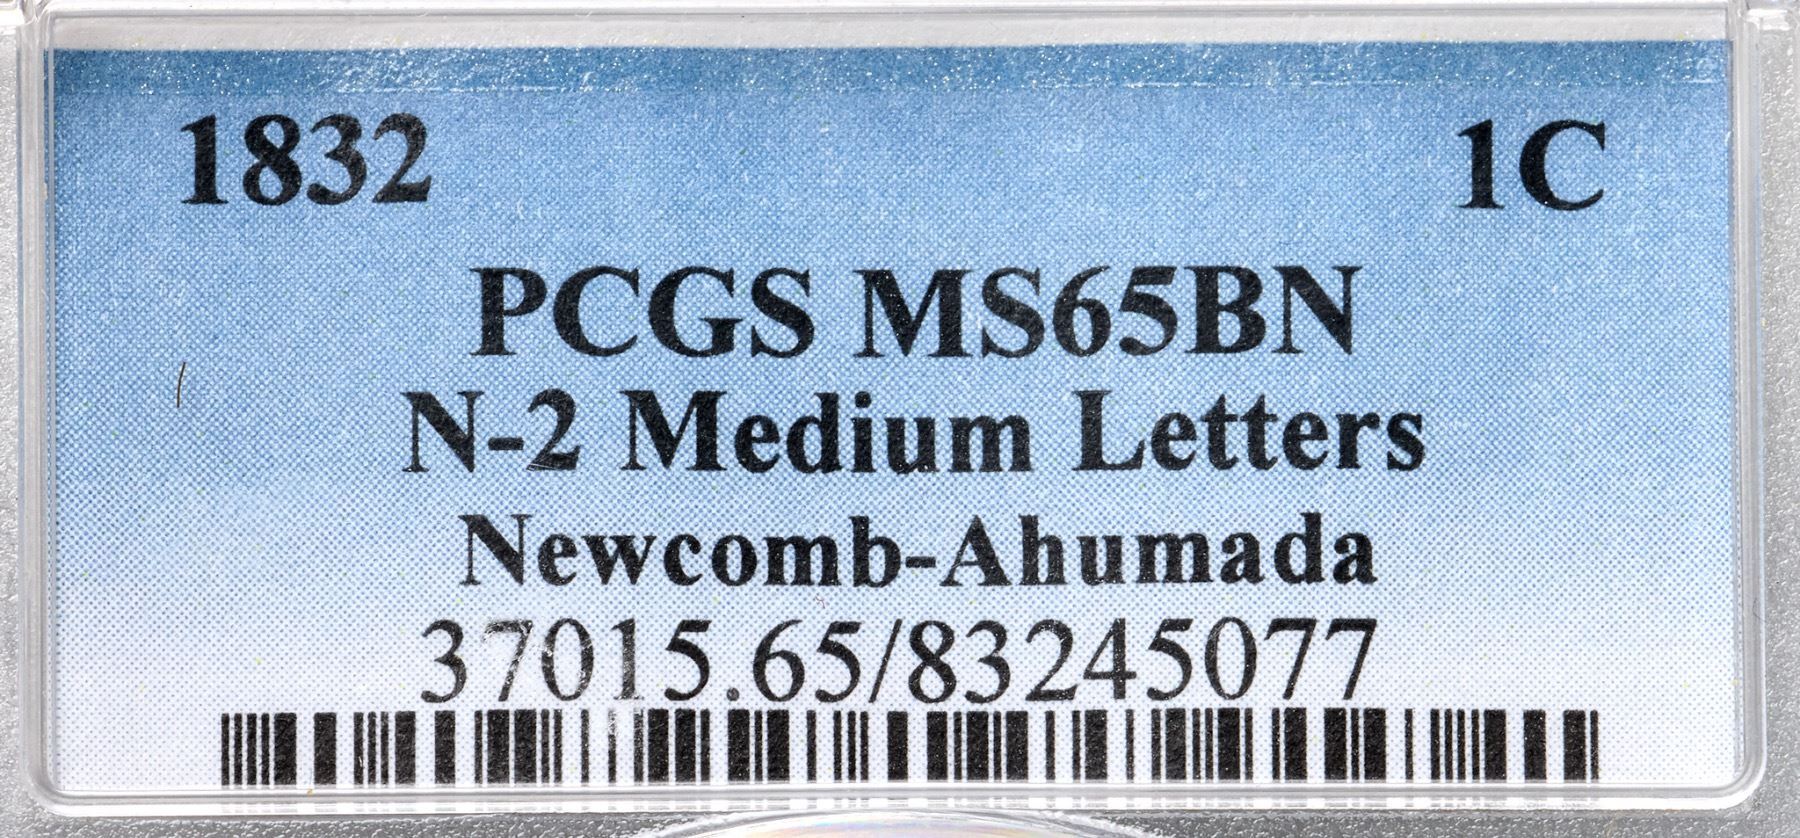 1832 1C
PCGS MS65BN
N-2 Medium Letters
Newcomb-Ahumada
37015.65/83245077